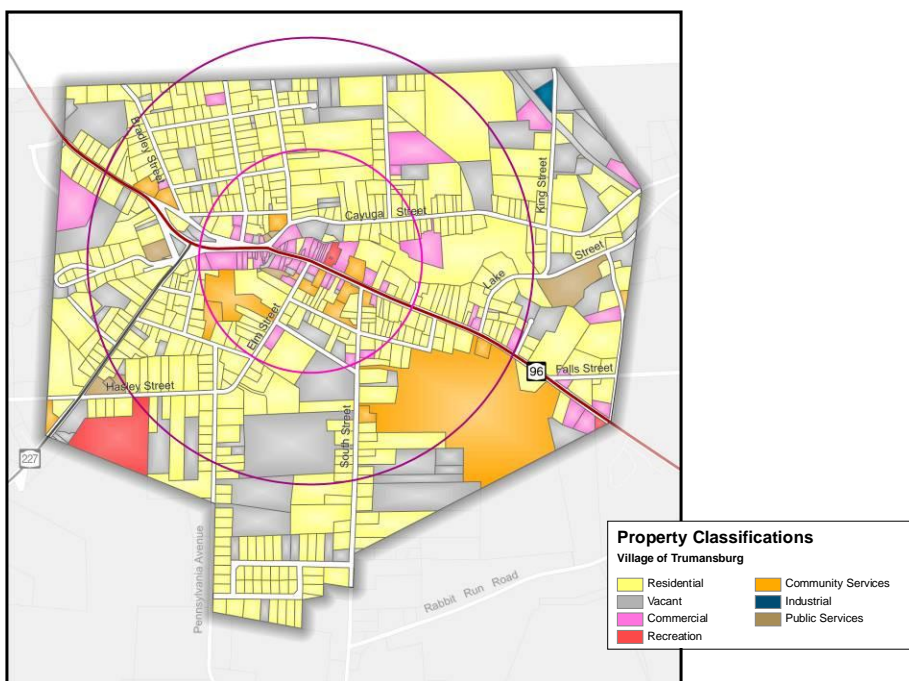 Bradley Street
King Street
Cayuga Street
Lake Street
Elm Street
96
Falls Street
Hasley Street
South Street
227
Pennsylvania Avenue
Rabbit Run Road
Property Classifications
Village of Trumansburg
Residential
Vacant
Commercial
Recreation
Community Services
Industrial
Public Services